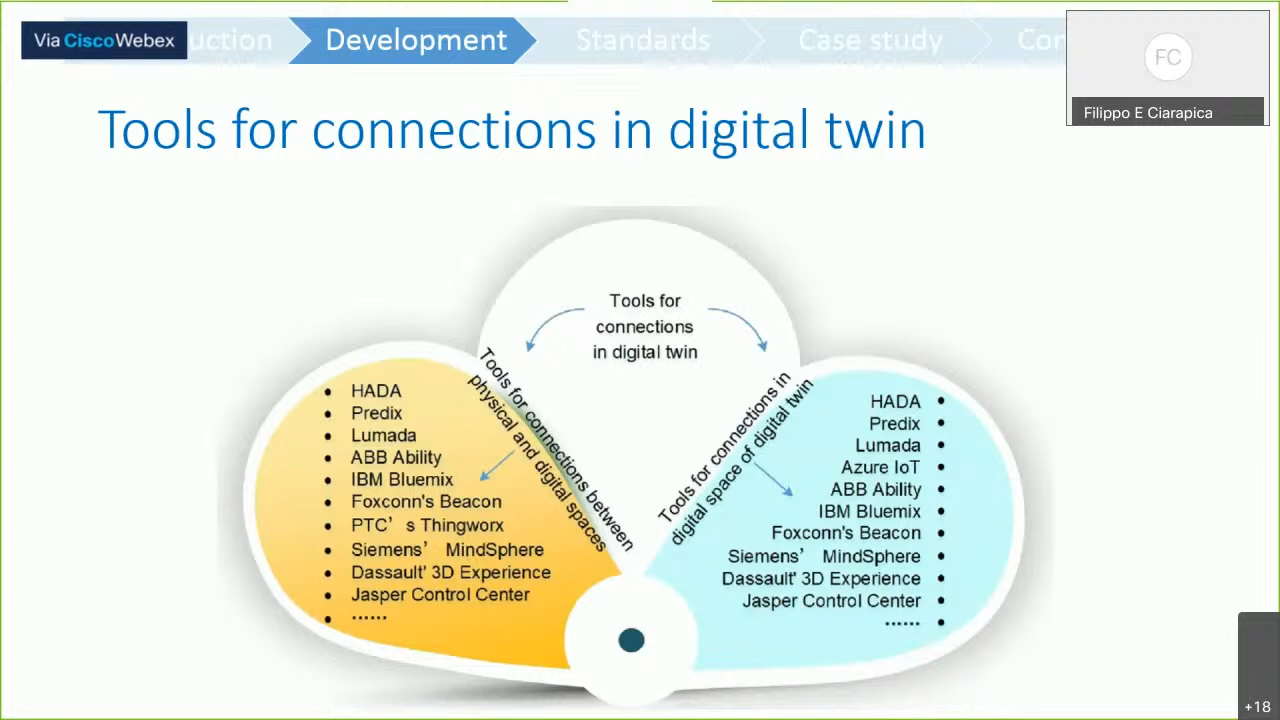 Via CiscoWebex
uction
Development
Standards
Case study
Con
FC
Filippo E Ciarapica
Tools for connections in digital twin
Tools for
connections
in digital twin
Tools for connections between
physical and digital spaces
Tools for connections in
digital space of digital twin
• HADA
• Predix
• Lumada
• ABB Ability
• IBM Bluemix
• Foxconn's Beacon
• PTC’s Thingworx
• Siemens’ MindSphere
• Dassault' 3D Experience
• Jasper Control Center
• ······
HADA •
Predix •
Lumada •
Azure IoT •
ABB Ability •
IBM Bluemix •
Foxconn's Beacon •
Siemens’ MindSphere •
Dassault' 3D Experience •
Jasper Control Center •
······ •
+18